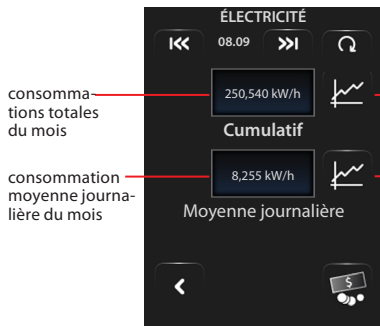 ÉLECTRICITÉ
08.09
consomma-
tions totales
du mois
250,540 kW/h
Cumulatif
consommation
moyenne journa-
lière du mois
8,255 kW/h
Moyenne journalière
$